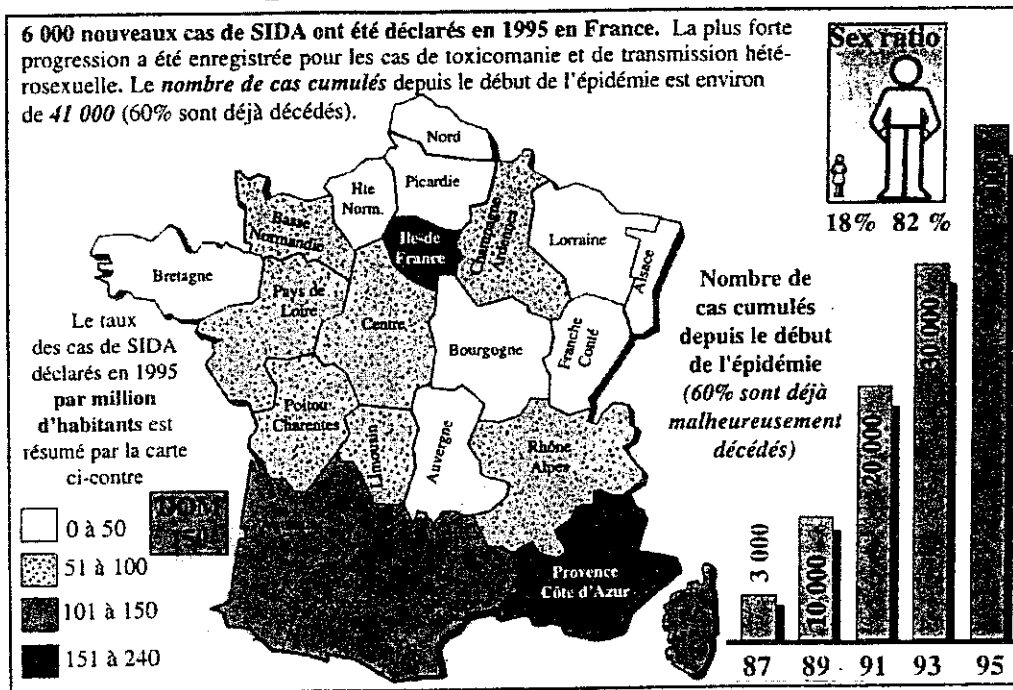 6 000 nouveaux cas de SIDA ont été déclarés en 1995 en France. La plus forte
progression a été enregistrée pour les cas de toxicomanie et de transmission hété-
rosexuelle. Le nombre de cas cumulés depuis le début de l'épidémie est environ
de 41 000 (60% sont déjà décédés).
Sex ratio
18% 82 %
Nord
Picardie
Hte
Norm.
Basse
Normandie
Ile-de
France
Champagne
Ardennes
Lorraine
Alsace
Bretagne
Pays de
Loire
Centre
Bourgogne
Franche
Conté
Poitou
Charentes
Limousin
Auvergne
Rhône
Alpes
Provence
Côte d'Azur
Le taux
des cas de SIDA
déclarés en 1995
par million
d'habitants est
résumé par la carte
ci-contre
DOM
0 à 50
51 à 100
101 à 150
151 à 240
Nombre de
cas cumulés
depuis le début
de l'épidémie
(60% sont déjà
malheureusement
décédés)
3 000
10.000
20 000
30 000
87 89 91 93 95